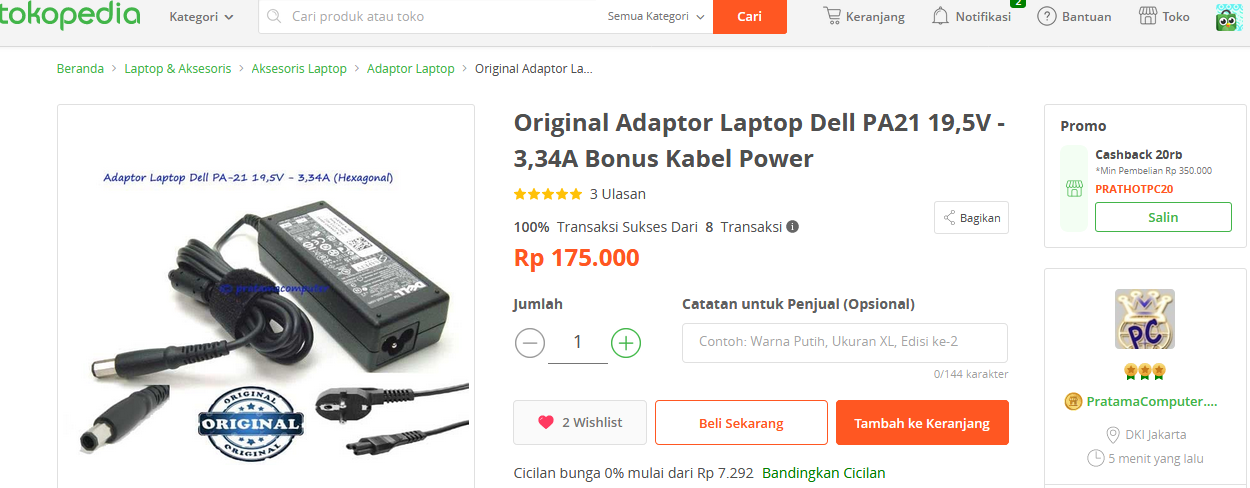 tokopedia
Kategori
Cari produk atau toko
Semua Kategori
Cari
Keranjang
2
Notifikasi
Bantuan
Toko
Beranda > Laptop & Aksesoris > Aksesoris Laptop > Adaptor Laptop > Original Adaptor La...
Adaptor Laptop Dell PA-21 19,5V - 3,34A (Hexagonal)
pratamacomputer
DELL
ORIGINAL
ORIGINAL
ORIGINAL
Original Adaptor Laptop Dell PA21 19,5V -
3,34A Bonus Kabel Power
3 Ulasan
100% Transaksi Sukses Dari 8 Transaksi
Bagikan
Rp 175.000
Jumlah
1
Catatan untuk Penjual (Opsional)
Contoh: Warna Putih, Ukuran XL, Edisi ke-2
0/144 karakter
2 Wishlist
Beli Sekarang
Tambah ke Keranjang
Cicilan bunga 0% mulai dari Rp 7.292 Bandingkan Cicilan
Promo
Cashback 20rb
*Min Pembelian Rp 350.000
PRATHOTPC20
Salin
PC
PratamaComputer....
DKI Jakarta
5 menit yang lalu